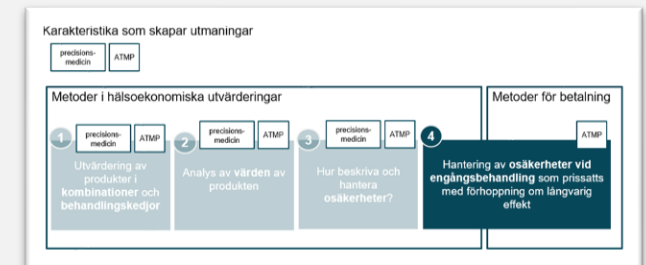 Karakteristika som skapar utmaningar
precisions-
medicin
ATMP
Metoder i hälsoekonomiska utvärderingar
Metoder för betalning
1
precisions-
medicin
ATMP
Utvärdering av
produkter i
kombinationer och
behandlingskedjor
2
precisions-
medicin
ATMP
Analys av värden av
produkten
3
precisions-
medicin
ATMP
Hur beskriva och
hantera
osäkerheter?
4
ATMP
Hantering av osäkerheter vid
engångsbehandling som prissatts
med förhoppning om långvarig
effekt